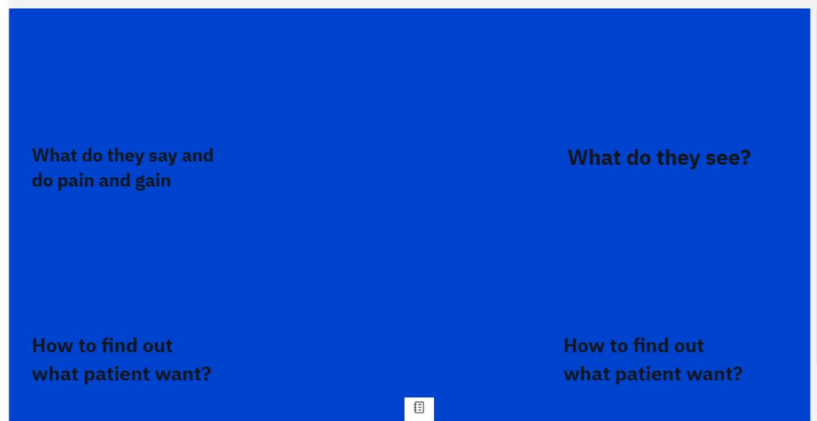 What do they say and
do pain and gain
What do they see?
How to find out
what patient want?
How to find out
what patient want?